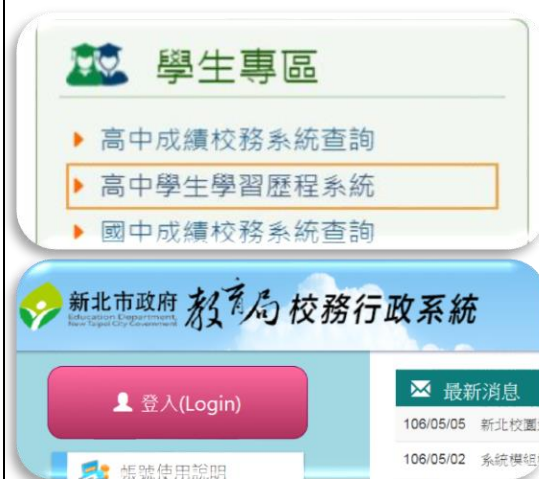 學生專區
高中成績校務系統查詢
高中學生學習歷程系統
國中成績校務系統查詢
新北市政府 教育局 校務行政系統
Education Department,
New Taipei City Government
登入(Login)
最新消息
106/05/05 新北校園
106/05/02 系統模組
帳號使用說明